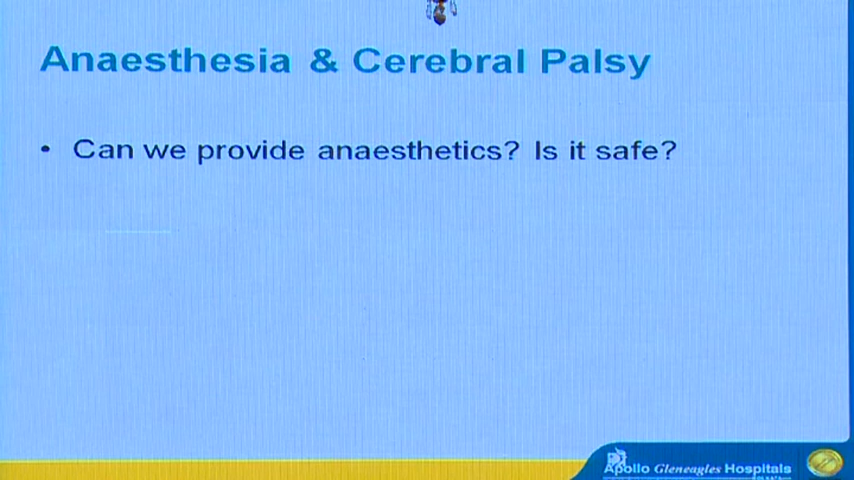 Anaesthesia & Cerebral Palsy
• Can we provide anaesthetics? Is it safe?
Apollo Gleneagles Hospitals